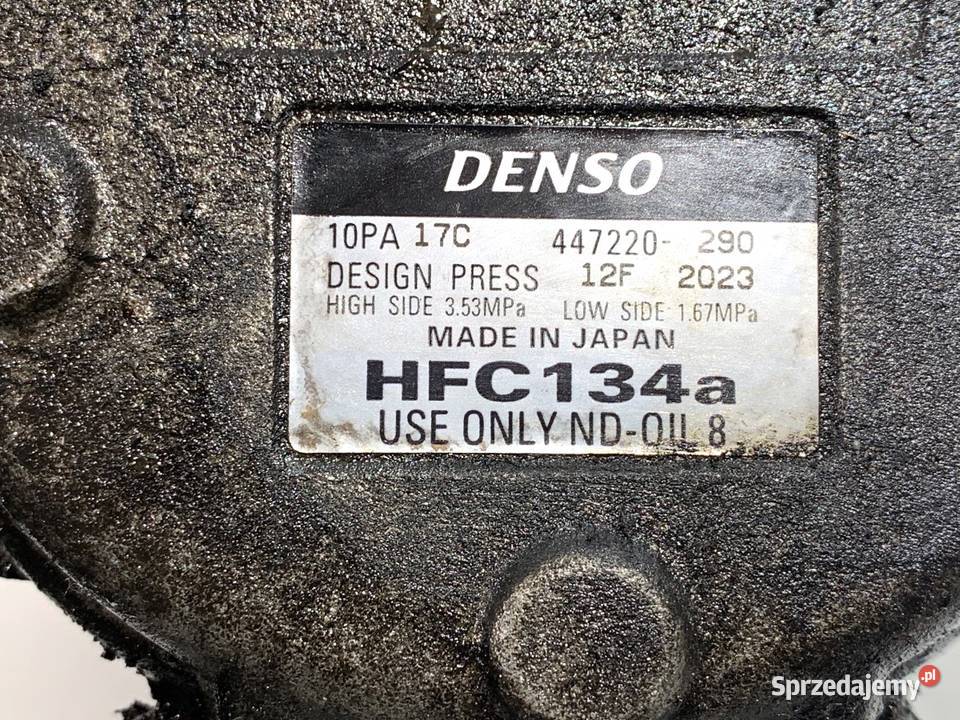 DENSO
10PA 17C 447220- 290
DESIGN PRESS 12F 2023
HIGH SIDE 3.53MPa LOW SIDE 1.67MPa
MADE IN JAPAN
HFC134a
USE ONLY ND-OIL 8
Sprzedajemy.pl